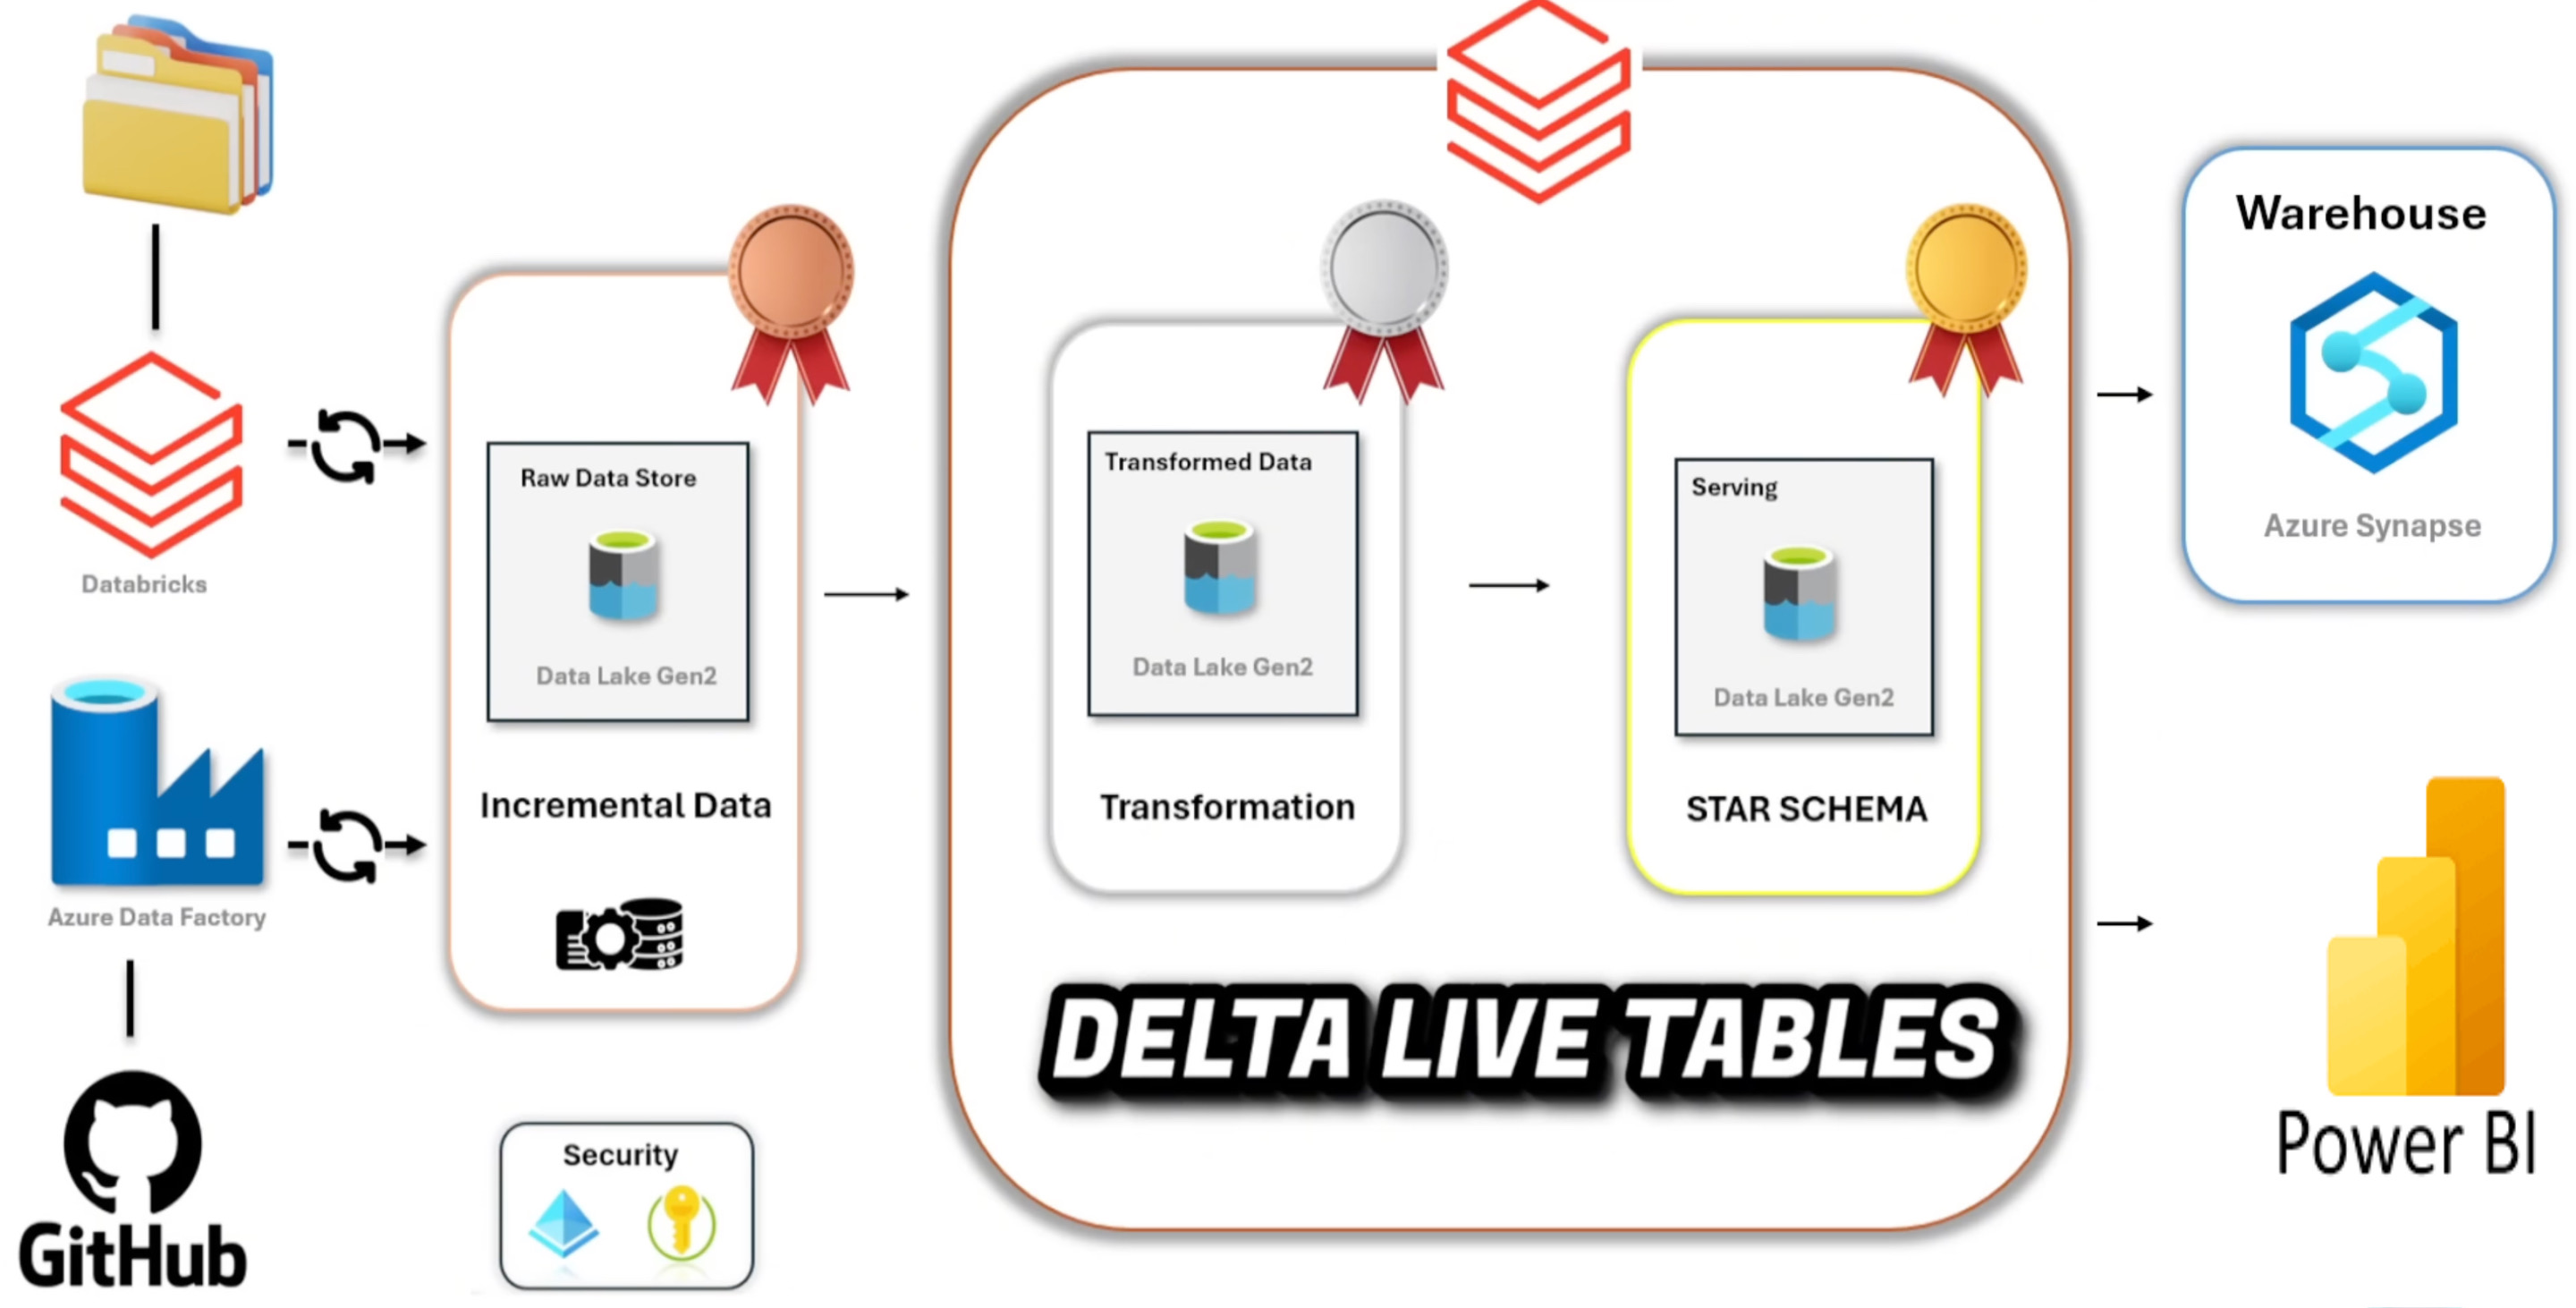 Databricks
Azure Data Factory
GitHub
Raw Data Store
Data Lake Gen2
Incremental Data
Security
Transformed Data
Data Lake Gen2
Transformation
Serving
Data Lake Gen2
STAR SCHEMA
DELTA LIVE TABLES
Warehouse
Azure Synapse
Power BI